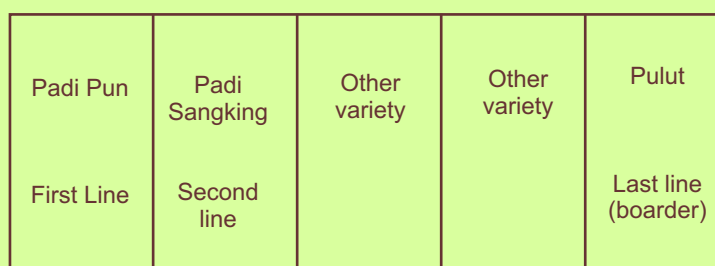 Padi Pun
Padi
Sangking
Other
variety
Other
variety
Pulut
First Line
Second
line
Last line
(boarder)